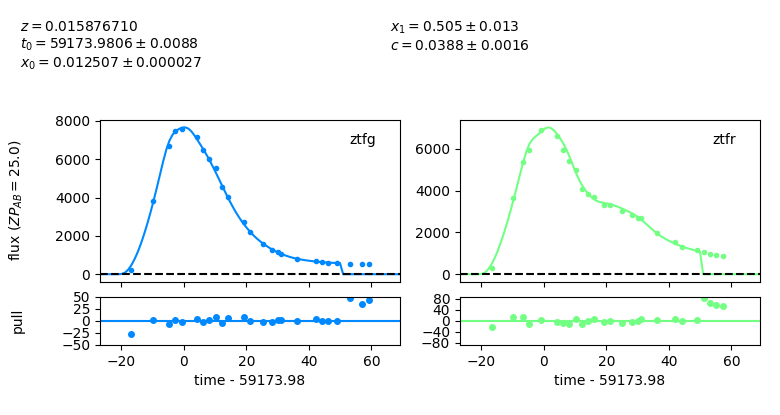 z = 0.015876710
t₀ = 59173.9806 ± 0.0088
x₀ = 0.012507 ± 0.000027
x₁ = 0.505 ± 0.013
c = 0.0388 ± 0.0016
flux (ZP_AB = 25.0)
8000
6000
4000
2000
0
ztfg
6000
4000
2000
0
ztfr
pull
50
25
0
−25
−50
−20 0 20 40 60
time - 59173.98
80
40
0
−40
−80
−20 0 20 40 60
time - 59173.98